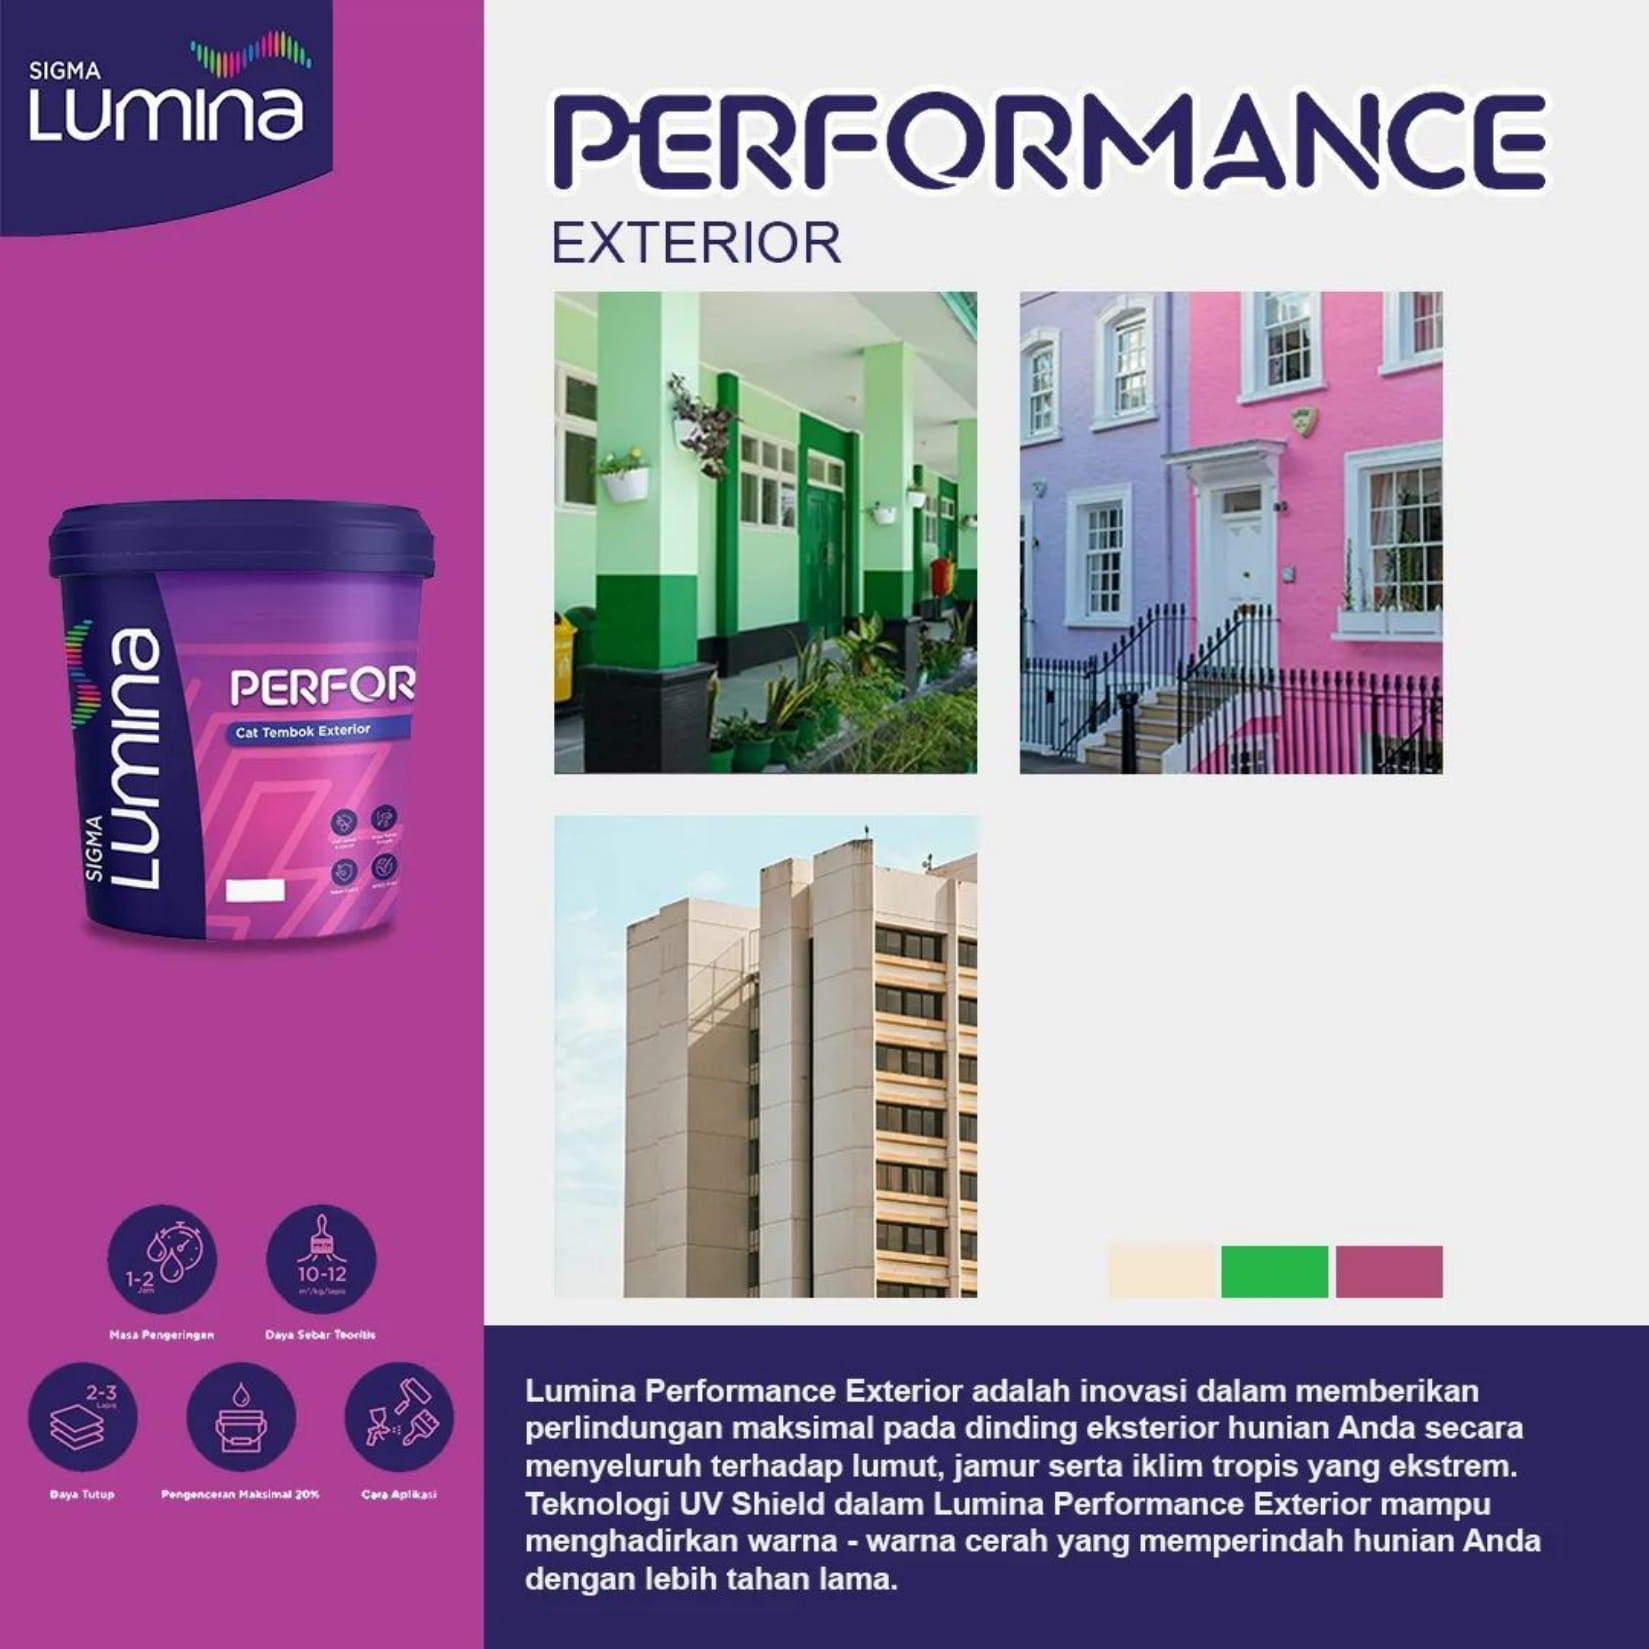 SIGMA
LUMINA
PERFORMANCE
EXTERIOR
SIGMA
LUMINA
PERFOR
Cat Tembok Exterior
1-2
Jam
Masa Pengeringan
10-12
m²/kg/lapis
Daya Sebar Teoritis
2-3
Lapis
Daya Tutup
Pengenceran Maksimal 20%
Cara Aplikasi
Lumina Performance Exterior adalah inovasi dalam memberikan
perlindungan maksimal pada dinding eksterior hunian Anda secara
menyeluruh terhadap lumut, jamur serta iklim tropis yang ekstrem.
Teknologi UV Shield dalam Lumina Performance Exterior mampu
menghadirkan warna - warna cerah yang memperindah hunian Anda
dengan lebih tahan lama.